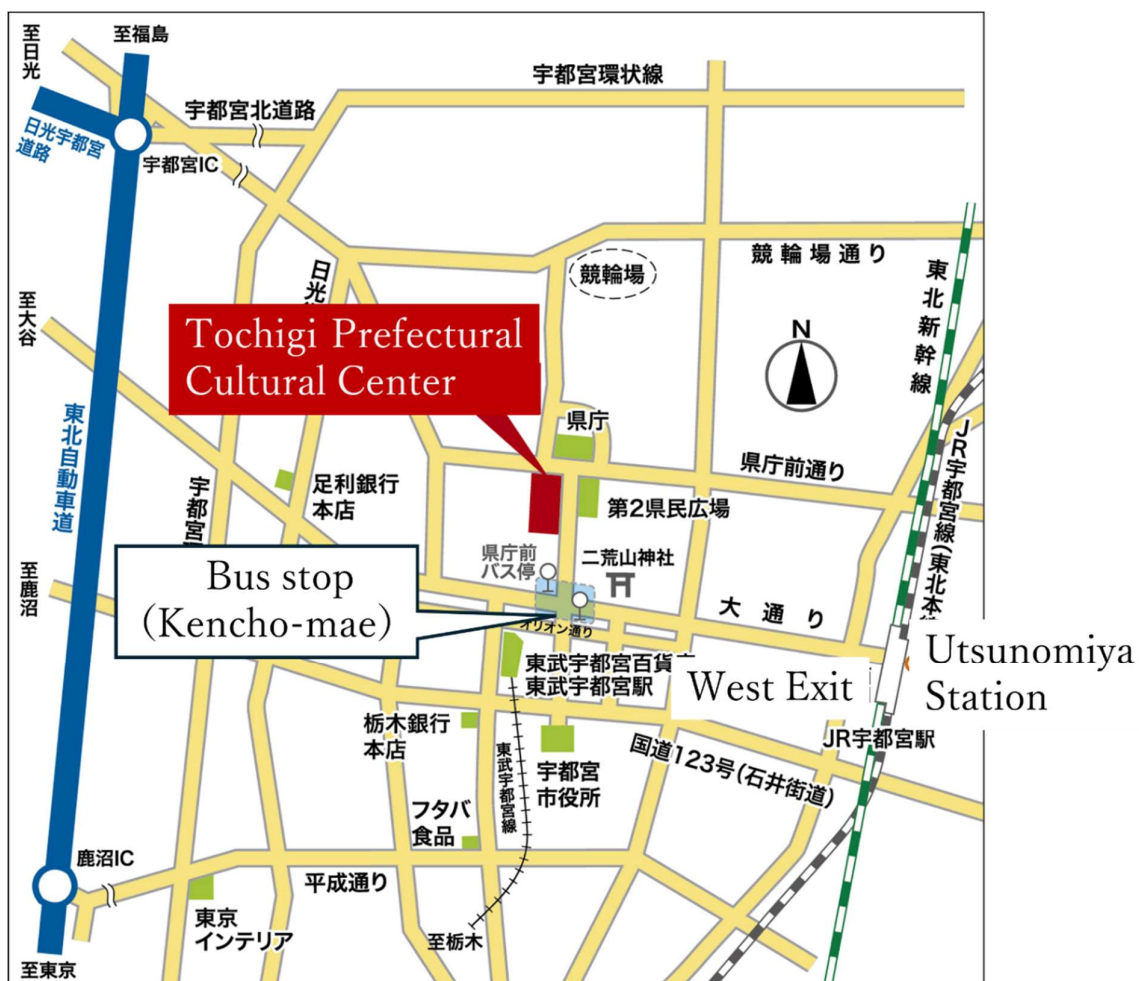 至日光
至福島
宇都宮環状線
宇都宮北道路
日光宇都宮
道路
宇都宮IC
競輪場通り
競輪場
東北新幹線
至大谷
日光
Tochigi Prefectural
Cultural Center
N
県庁
県庁前通り
東北自動車道
足利銀行
本店
第2県民広場
JR宇都宮線(東北本
宇都宮
県庁前
バス停
二荒山神社
Bus stop
(Kencho-mae)
至鹿沼
大通り
オリオン通り
東武宇都宮百貨
東武宇都宮駅
West Exit
Utsunomiya
Station
JR宇都宮駅
栃木銀行
本店
東武宇都宮線
宇都宮
市役所
国道123号(石井街道)
フタバ
食品
鹿沼IC
平成通り
東京
インテリア
至栃木
至東京